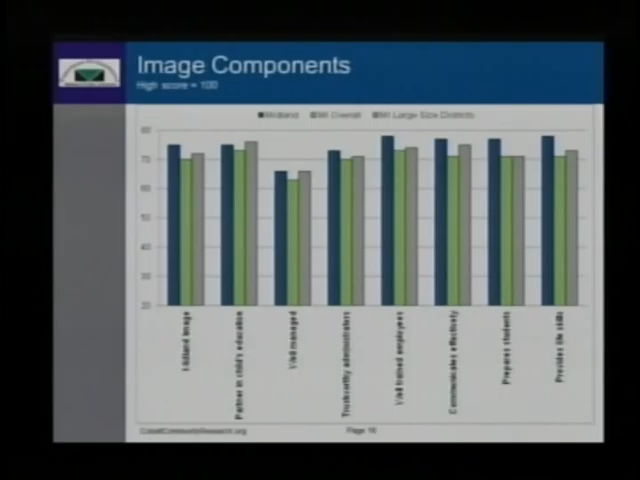 Image Components
High score = 100
Midland MI Overall MI Large Size Districts
80
70
60
50
40
30
20
Midland Image
Partner in child's education
Well managed
Trustworthy administrators
Well trained employees
Communicates effectively
Prepares students
Provides life skills
CobaltCommunityResearch.org